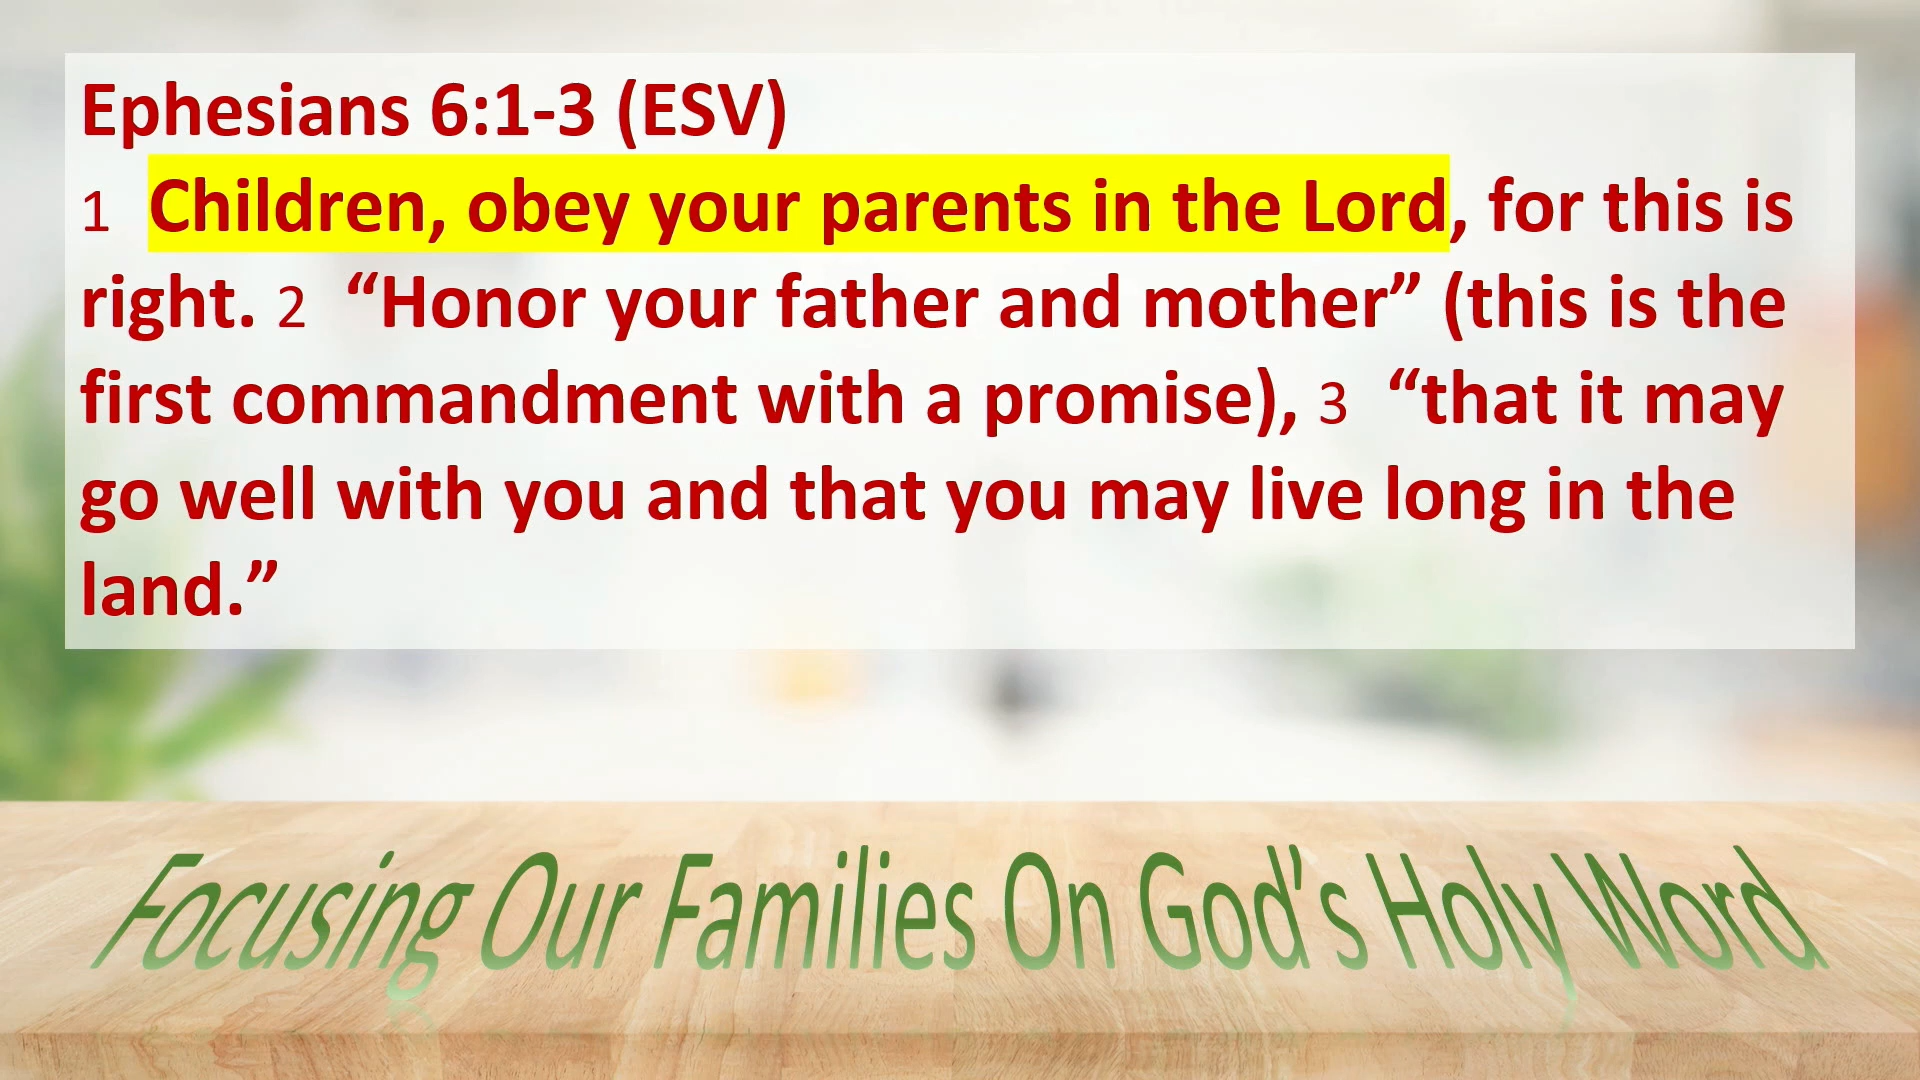 Ephesians 6:1-3 (ESV)
1 Children, obey your parents in the Lord, for this is
right. 2 “Honor your father and mother” (this is the
first commandment with a promise), 3 “that it may
go well with you and that you may live long in the
land.”
Focusing Our Families On God's Holy Word